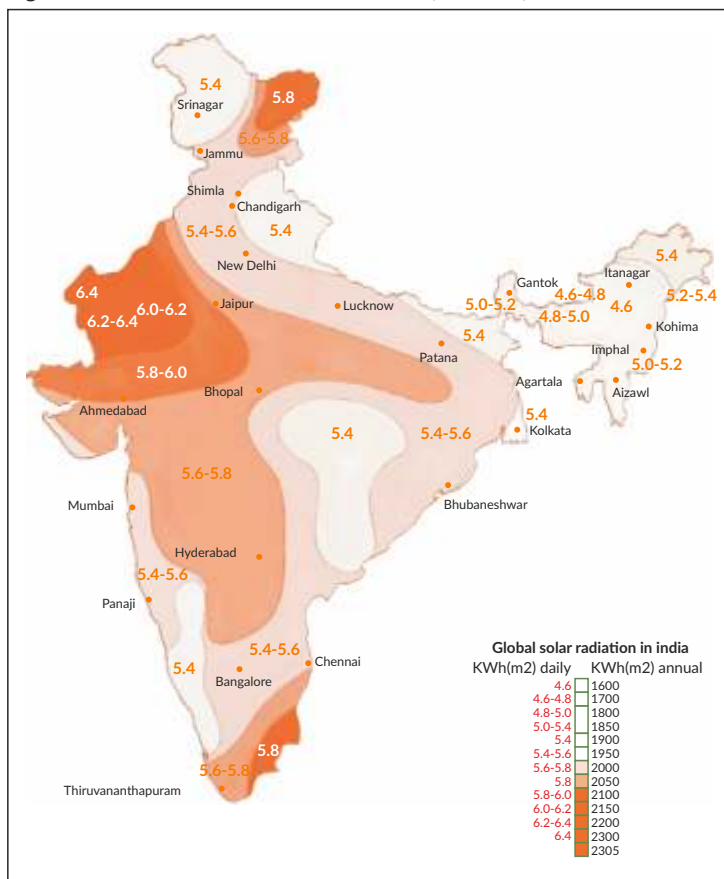 5.4
Srinagar
5.8
5.6-5.8
Jammu
Shimla
Chandigarh
5.4-5.6
5.4
New Delhi
6.4
6.2-6.4
6.0-6.2
Jaipur
Lucknow
5.8-6.0
Patana
5.4
Gantok
5.0-5.2
4.6-4.8
4.8-5.0
Itanagar
5.4
4.6
5.2-5.4
Kohima
Imphal
5.0-5.2
Agartala
Aizawl
Ahmedabad
Bhopal
5.4
5.4-5.6
5.4
Kolkata
5.6-5.8
Bhubaneshwar
Mumbai
Hyderabad
5.4-5.6
Panaji
5.4
5.4-5.6
Bangalore
Chennai
5.8
5.6-5.8
Thiruvananthapuram
Global solar radiation in india
KWh(m2) daily KWh(m2) annual
4.6 1600
4.6-4.8 1700
4.8-5.0 1800
5.0-5.4 1850
5.4 1900
5.4-5.6 1950
5.6-5.8 2000
5.8 2050
5.8-6.0 2100
6.0-6.2 2150
6.2-6.4 2200
6.4 2300
2305